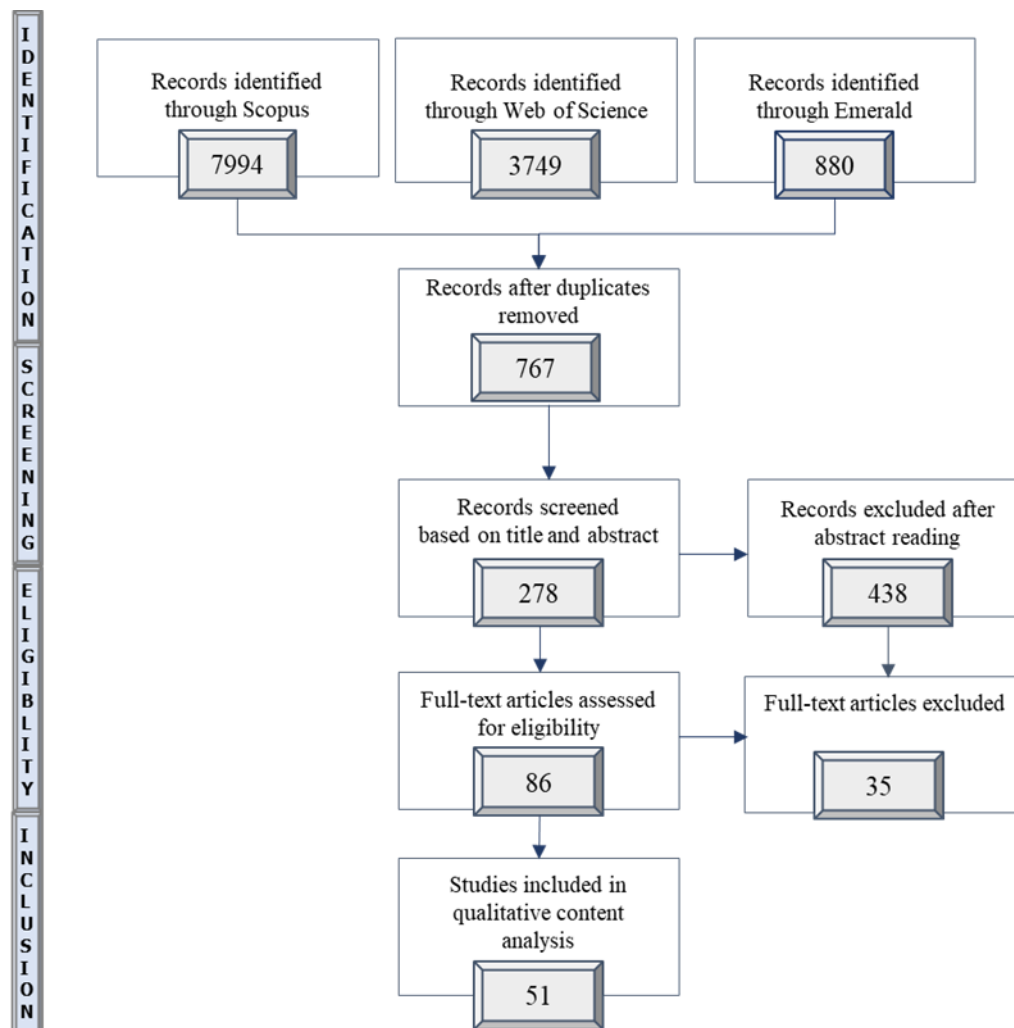 IDENTIFICATION
Records identified
through Scopus
7994
Records identified
through Web of Science
3749
Records identified
through Emerald
880
Records after duplicates
removed
767
SCREENING
Records screened
based on title and abstract
278
Records excluded after
abstract reading
438
ELIGIBLITY
Full-text articles assessed
for eligibility
86
Full-text articles excluded
35
INCLUSION
Studies included in
qualitative content
analysis
51